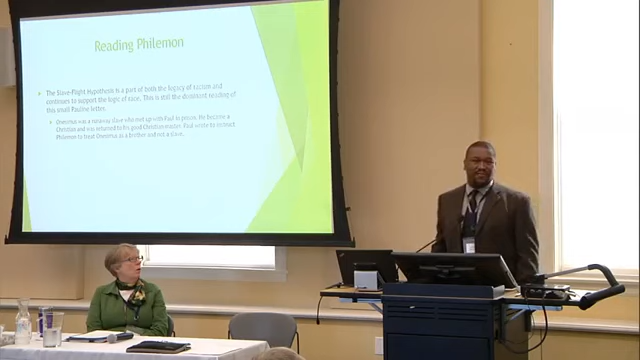 Reading Philemon
The Slave-Flight Hypothesis is a part of both the legacy of racism and
continues to support the logic of race. This is still the dominant reading of
this small Pauline letter.
Onesimus was a runaway slave who met up with Paul in prison. He became a
Christian and was returned to his good Christian master. Paul wrote to instruct
Philemon to treat Onesimus as a brother and not a slave.